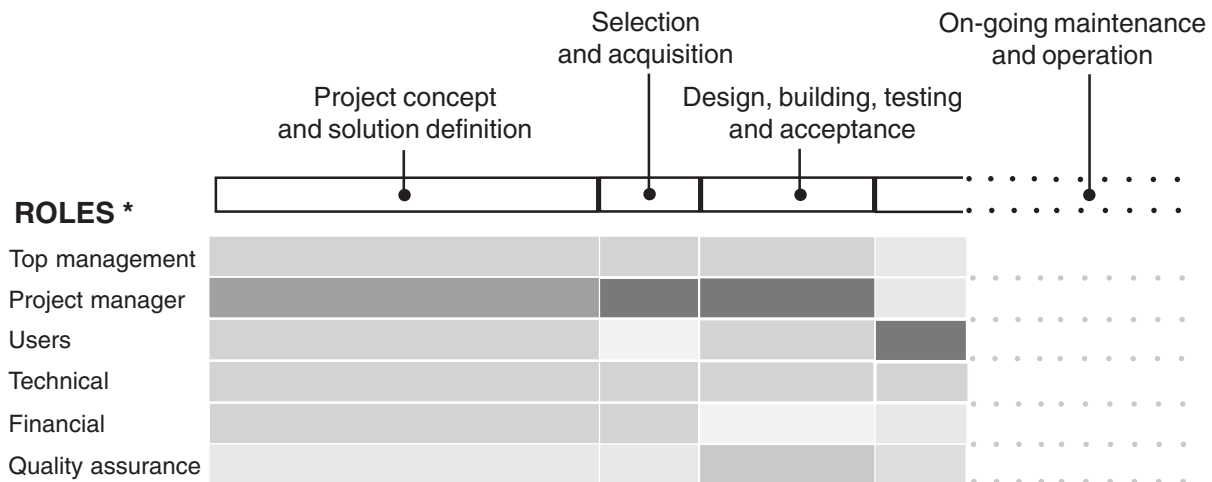 Selection
and acquisition
On-going maintenance
and operation
Project concept
and solution definition
Design, building, testing
and acceptance
ROLES *
Top management
Project manager
Users
Technical
Financial
Quality assurance